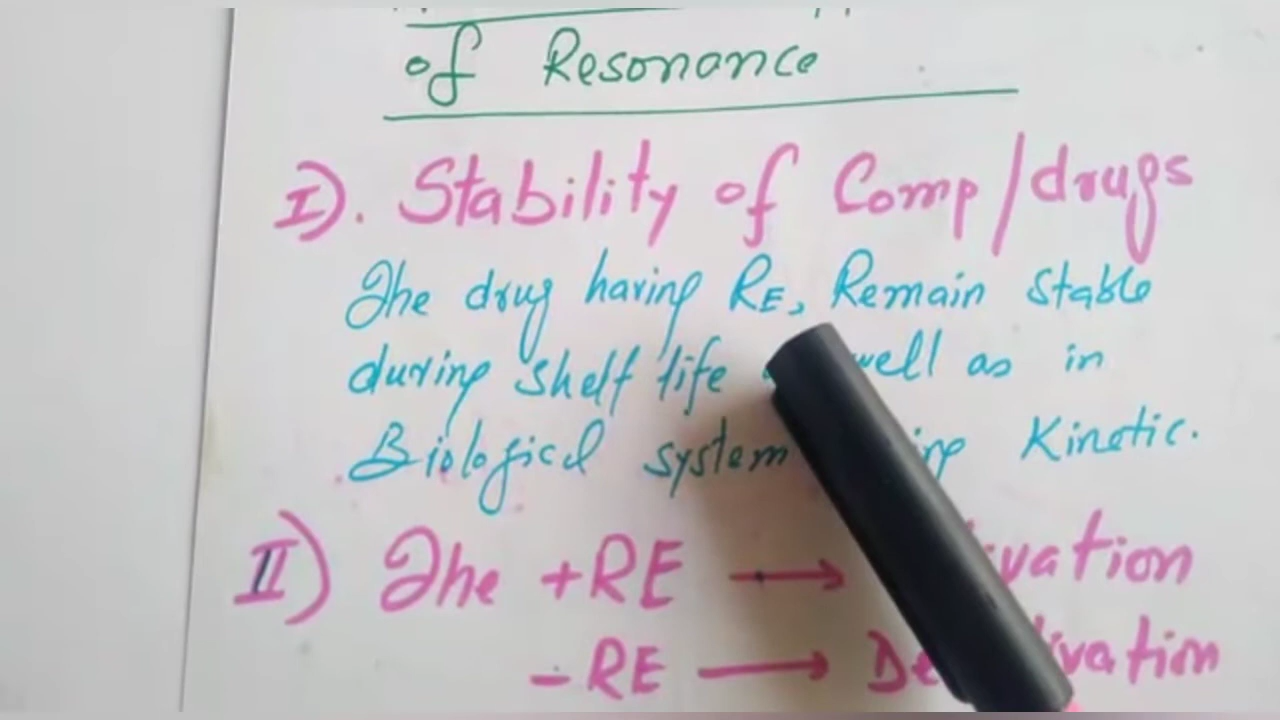 of Resonance
I). Stability of Comp/drugs
The drug having RE, Remain Stable
during shelf life well as in
Biological system Kinetic.
II) The +RE →
-RE →